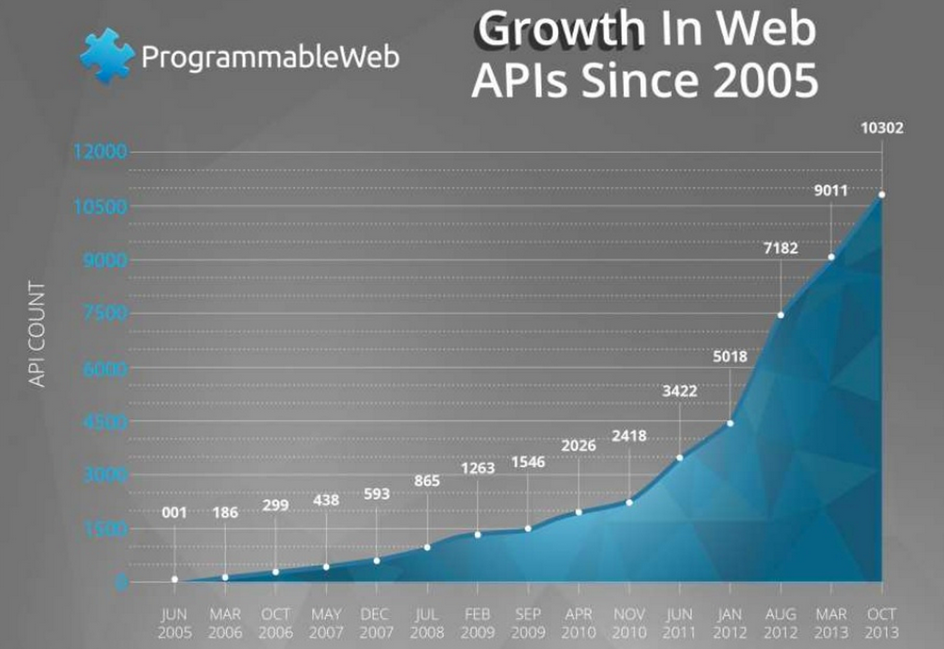 ProgrammableWeb
Growth In Web
APIs Since 2005
API COUNT
12000
10500
9000
7500
6000
4500
3000
1500
0
001
186
299
438
593
865
1263
1546
2026
2418
3422
5018
7182
9011
10302
JUN 2005
MAR 2006
OCT 2006
MAY 2007
DEC 2007
JUL 2008
FEB 2009
SEP 2009
APR 2010
NOV 2010
JUN 2011
JAN 2012
AUG 2012
MAR 2013
OCT 2013